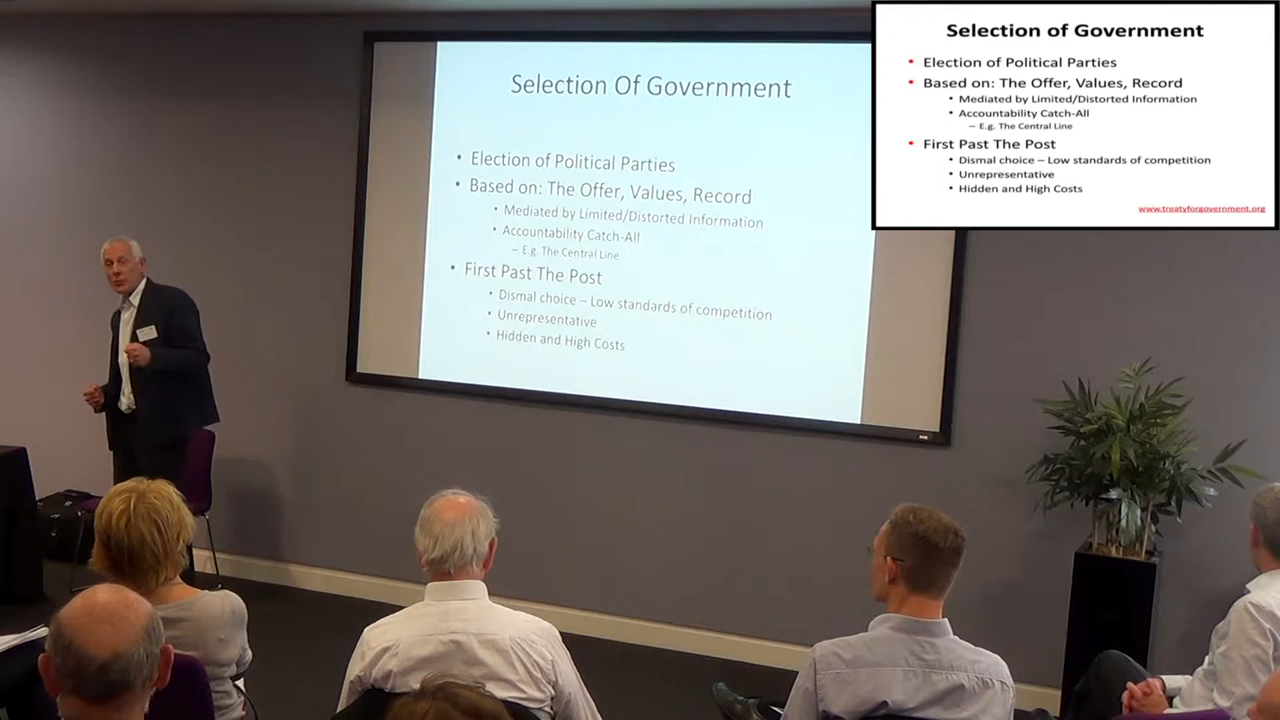 Selection Of Government
• Election of Political Parties
• Based on: The Offer, Values, Record
• Mediated by Limited/Distorted Information
• Accountability Catch-All
– E.g. The Central Line
• First Past The Post
• Dismal choice – Low standards of competition
• Unrepresentative
• Hidden and High Costs
Selection of Government
• Election of Political Parties
• Based on: The Offer, Values, Record
• Mediated by Limited/Distorted Information
• Accountability Catch-All
– E.g. The Central Line
• First Past The Post
• Dismal choice – Low standards of competition
• Unrepresentative
• Hidden and High Costs
www.treatyforgovernment.org